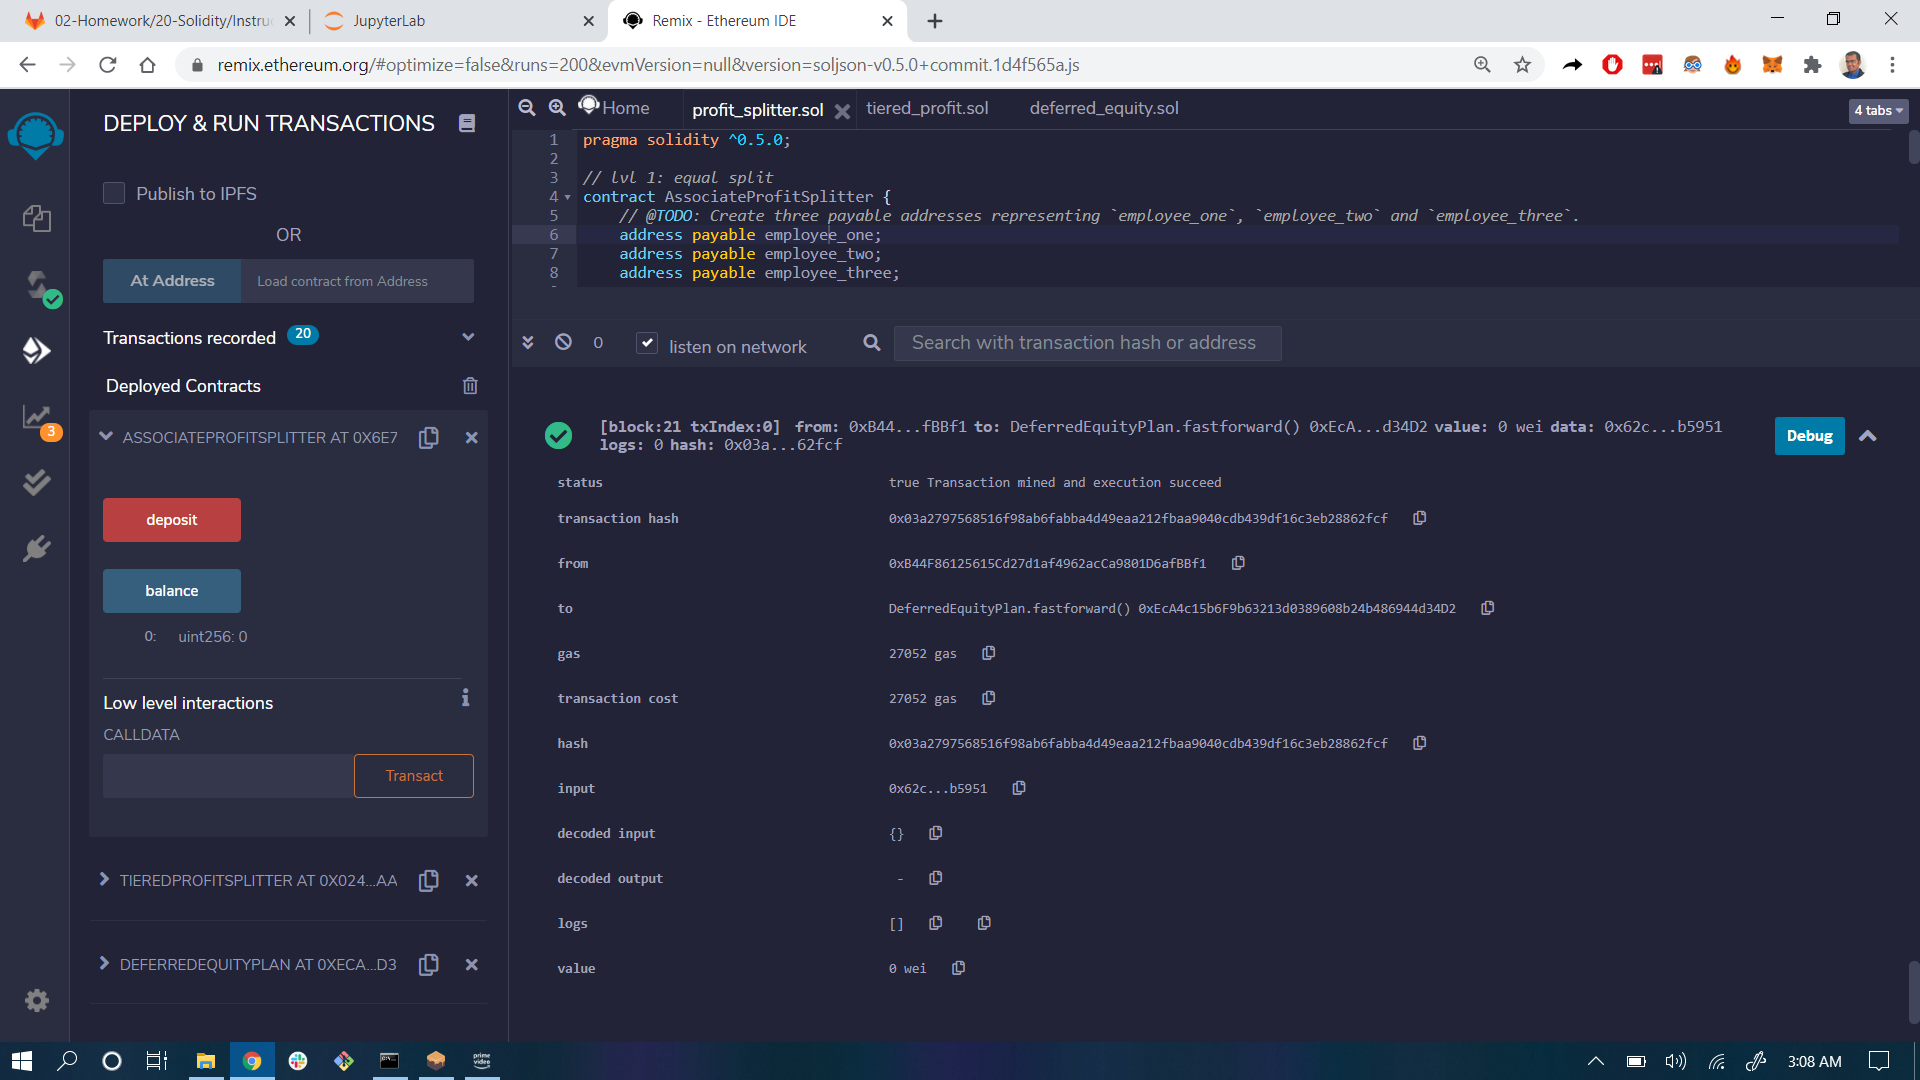 02-Homework/20-Solidity/Instruc
JupyterLab
Remix - Ethereum IDE
remix.ethereum.org/#optimize=false&runs=200&evmVersion=null&version=soljson-v0.5.0+commit.1d4f565a.js
DEPLOY & RUN TRANSACTIONS
Publish to IPFS
OR
At Address
Load contract from Address
Transactions recorded 20
Deployed Contracts
3
ASSOCIATEPROFITSPLITTER AT 0X6E7
deposit
balance
0: uint256: 0
Low level interactions
CALLDATA
Transact
TIEREDPROFITSPLITTER AT 0X024...AA
DEFERREDEQUITYPLAN AT 0XECA...D3
Home
profit_splitter.sol
tiered_profit.sol
deferred_equity.sol
4 tabs
1 pragma solidity ^0.5.0;
2
3 // lvl 1: equal split
4 contract AssociateProfitSplitter {
5 // @TODO: Create three payable addresses representing `employee_one`, `employee_two` and `employee_three`.
6 address payable employee_one;
7 address payable employee_two;
8 address payable employee_three;
0
listen on network
Search with transaction hash or address
[block:21 txIndex:0] from: 0xB44...fBBf1 to: DeferredEquityPlan.fastforward() 0xEcA...d34D2 value: 0 wei data: 0x62c...b5951
logs: 0 hash: 0x03a...62fcf
Debug
status true Transaction mined and execution succeed
transaction hash 0x03a2797568516f98ab6fabba4d49eaa212fbaa9040cdb439df16c3eb28862fcf
from 0xB44F86125615Cd27d1af4962acCa9801D6afBBf1
to DeferredEquityPlan.fastforward() 0xEcA4c15b6F9b63213d0389608b24b486944d34D2
gas 27052 gas
transaction cost 27052 gas
hash 0x03a2797568516f98ab6fabba4d49eaa212fbaa9040cdb439df16c3eb28862fcf
input 0x62c...b5951
decoded input {}
decoded output -
logs []
value 0 wei
prime video
3:08 AM